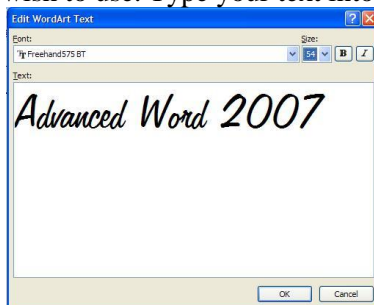 wish to use. Type your text into
Edit WordArt Text
Font:
Size:
Freehand575 BT
54
B
I
Text:
Advanced Word 2007
OK
Cancel